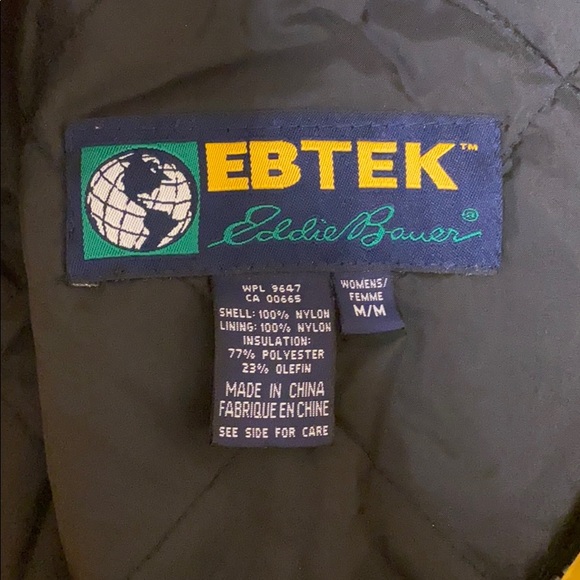 EBTEK™
Eddie Bauer®
WPL 9647
CA 00665
SHELL: 100% NYLON
LINING: 100% NYLON
INSULATION:
77% POLYESTER
23% OLEFIN
MADE IN CHINA
FABRIQUE EN CHINE
SEE SIDE FOR CARE
WOMENS/
FEMME
M/M